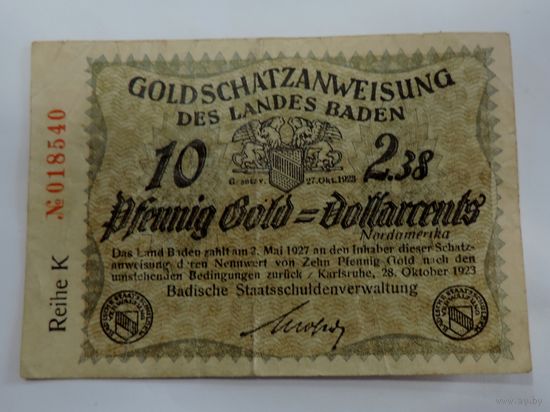 GOLDSCHATZANWEISUNG
DES LANDES BADEN
10 2.38
Gesetz v. 27. Okt. 1923
Pfennig Gold = Dollarcents
Nordamerika
Das Land Baden zahlt am 2. Mai 1927 an den Inhaber dieser Schatz-
anweisung deren Nennwert von Zehn Pfennig Gold nach den
umstehenden Bedingungen zurück / Karlsruhe, 28. Oktober 1923
Badische Staatsschuldenverwaltung
Reihe K
№ 018540
www.ay.by